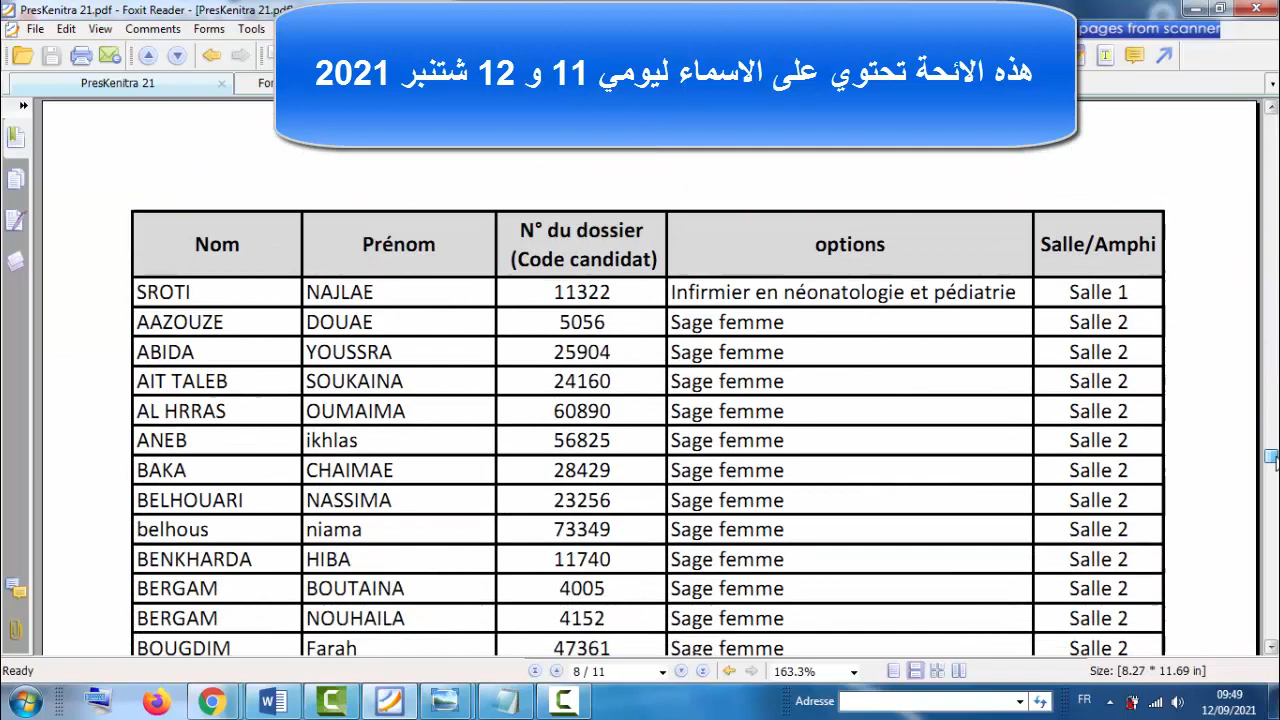 PresKenitra 21.pdf - Foxit Reader - [PresKenitra 21.pdf]
File Edit View Comments Forms Tools
pages from scanner
هذه الائحة تحتوي على الاسماء ليومي 11 و 12 شتنبر 2021
PresKenitra 21
Nom Prénom N° du dossier (Code candidat) options Salle/Amphi
SROTI NAJLAE 11322 Infirmier en néonatologie et pédiatrie Salle 1
AAZOUZE DOUAE 5056 Sage femme Salle 2
ABIDA YOUSSRA 25904 Sage femme Salle 2
AIT TALEB SOUKAINA 24160 Sage femme Salle 2
AL HRRAS OUMAIMA 60890 Sage femme Salle 2
ANEB ikhlas 56825 Sage femme Salle 2
BAKA CHAIMAE 28429 Sage femme Salle 2
BELHOUARI NASSIMA 23256 Sage femme Salle 2
belhous niama 73349 Sage femme Salle 2
BENKHARDA HIBA 11740 Sage femme Salle 2
BERGAM BOUTAINA 4005 Sage femme Salle 2
BERGAM NOUHAILA 4152 Sage femme Salle 2
BOUGDIM Farah 47361 Sage femme Salle 2
Ready 8 / 11 163.3% Size: [8.27 * 11.69 in]
Adresse FR 09:49
12/09/2021